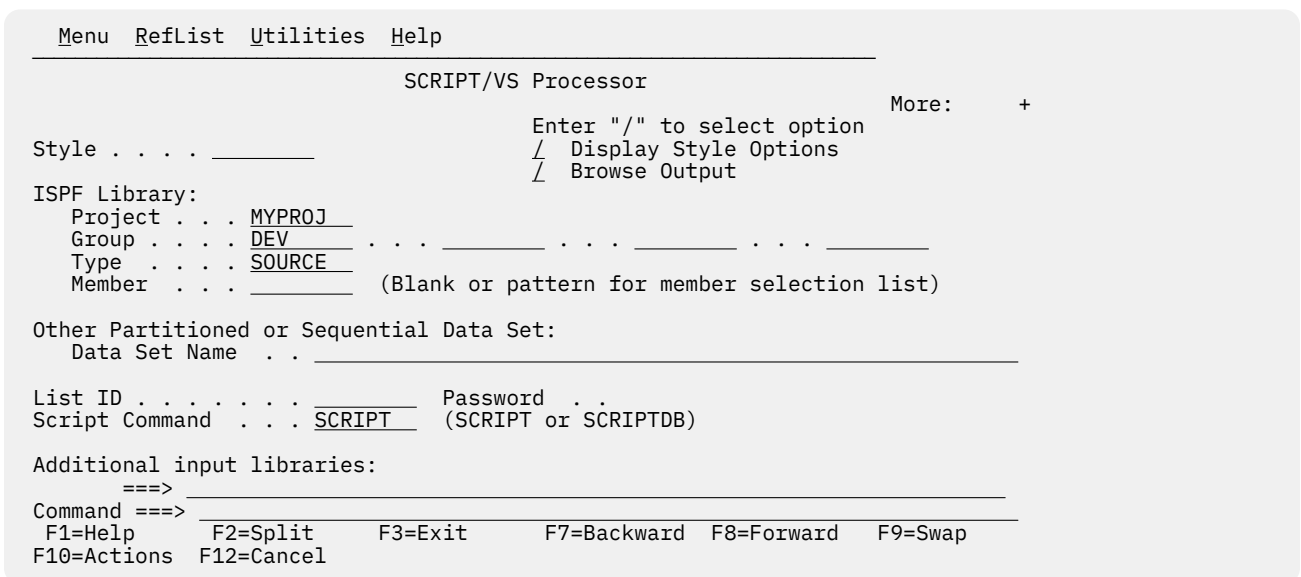 Menu RefList Utilities Help
SCRIPT/VS Processor
More: +
Enter "/" to select option
Style . . . . / Display Style Options
/ Browse Output
ISPF Library:
Project . . . MYPROJ
Group . . . . DEV . . . . . . . . .
Type . . . . SOURCE
Member . . . (Blank or pattern for member selection list)
Other Partitioned or Sequential Data Set:
Data Set Name . .
List ID . . . . . . . Password . .
Script Command . . . SCRIPT (SCRIPT or SCRIPTDB)
Additional input libraries:
===>
Command ===>
F1=Help F2=Split F3=Exit F7=Backward F8=Forward F9=Swap
F10=Actions F12=Cancel